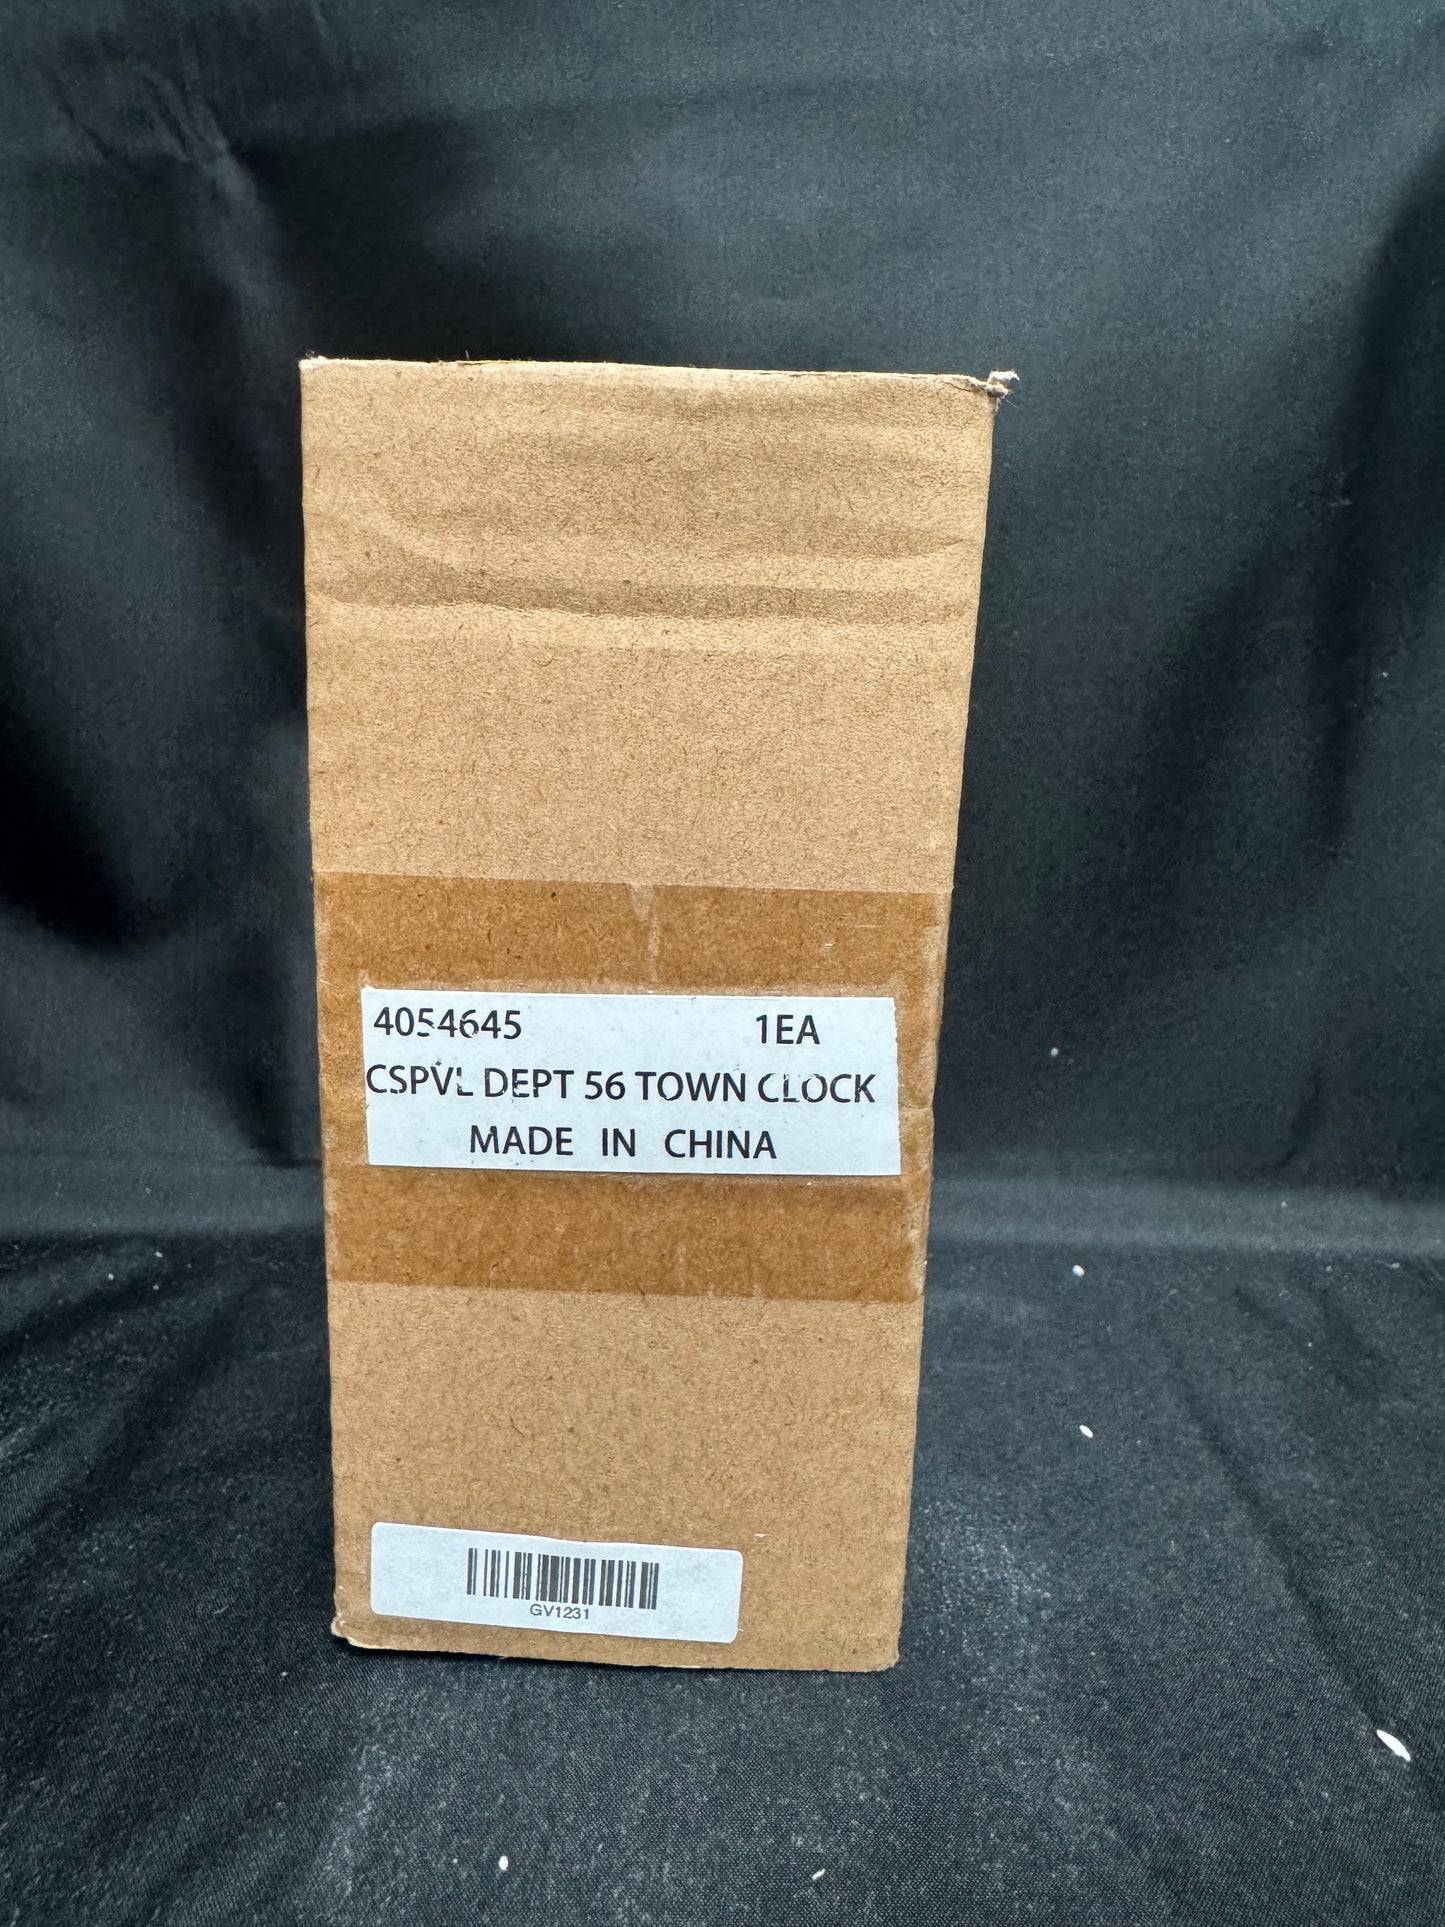 4054645 1EA
CSPVL DEPT 56 TOWN CLOCK
MADE IN CHINA
GV1231